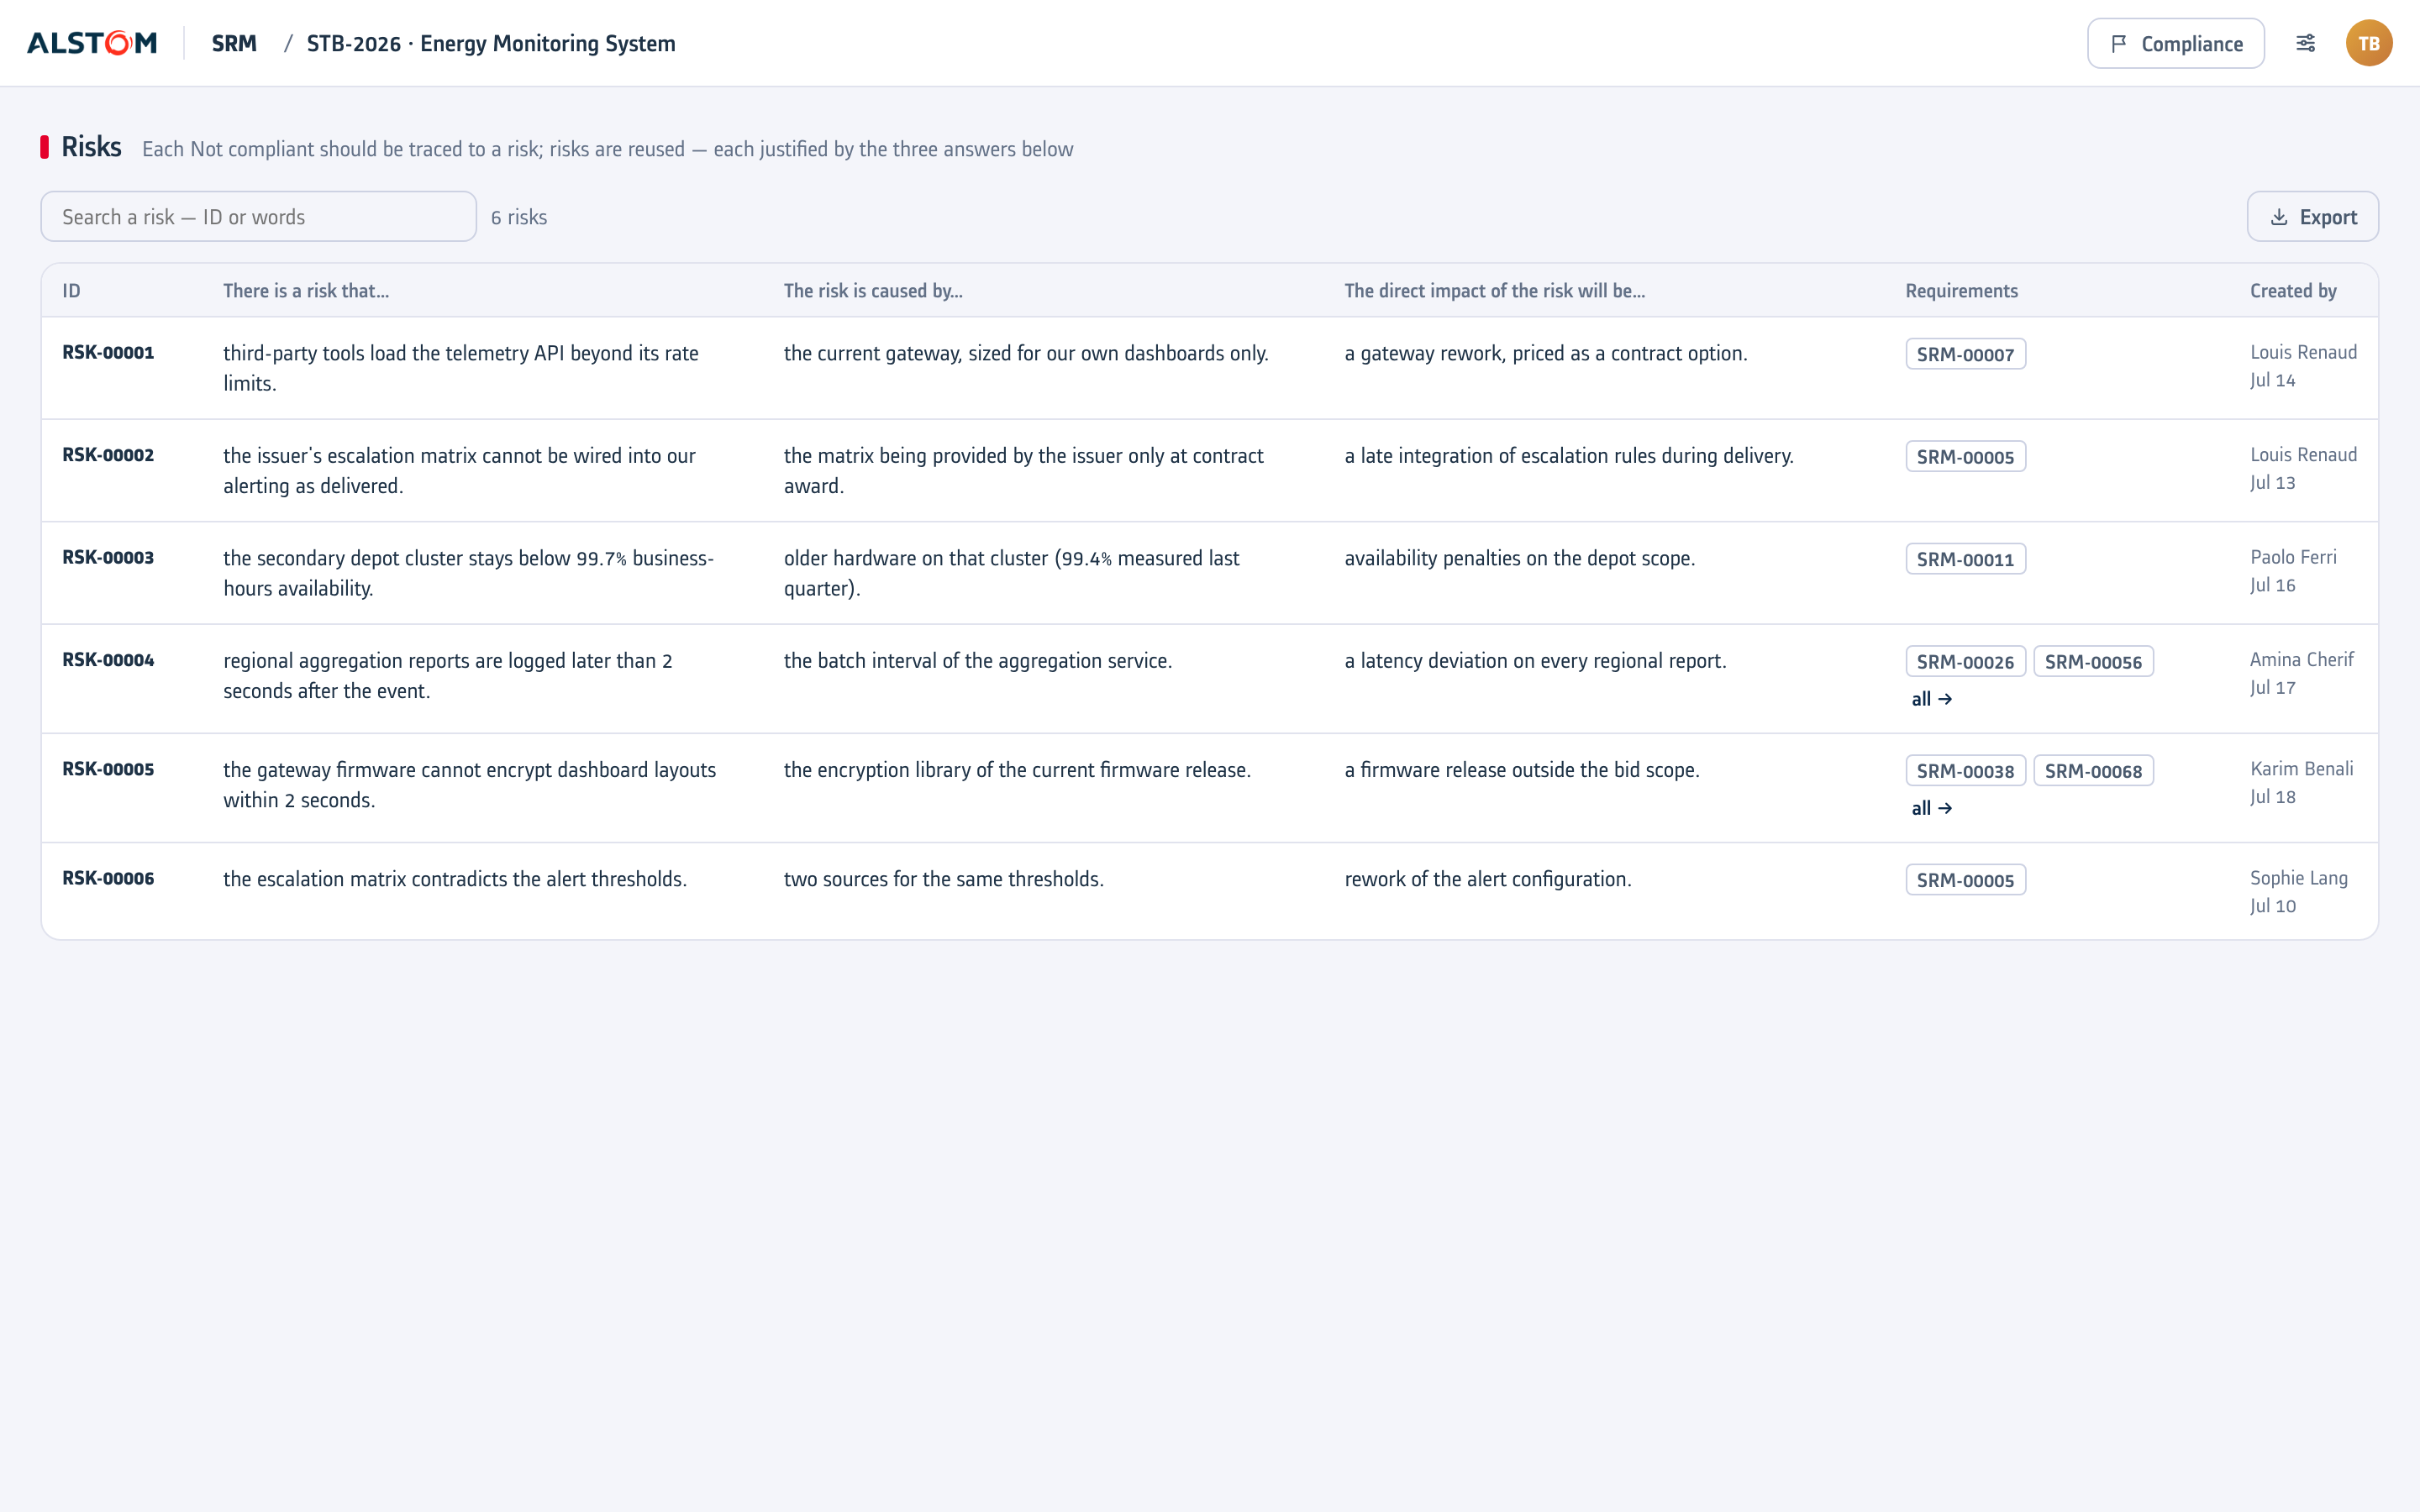 ALSTOM
SRM / STB-2026 · Energy Monitoring System
Compliance
TB
Risks Each Not compliant should be traced to a risk; risks are reused — each justified by the three answers below
Search a risk — ID or words
6 risks
Export
ID There is a risk that... The risk is caused by... The direct impact of the risk will be... Requirements Created by
RSK-00001 third-party tools load the telemetry API beyond its rate the current gateway, sized for our own dashboards only. a gateway rework, priced as a contract option. SRM-00007 Louis Renaud
limits. Jul 14
RSK-00002 the issuer's escalation matrix cannot be wired into our the matrix being provided by the issuer only at contract a late integration of escalation rules during delivery. SRM-00005 Louis Renaud
alerting as delivered. award. Jul 13
RSK-00003 the secondary depot cluster stays below 99.7% business- older hardware on that cluster (99.4% measured last availability penalties on the depot scope. SRM-00011 Paolo Ferri
hours availability. quarter). Jul 16
RSK-00004 regional aggregation reports are logged later than 2 the batch interval of the aggregation service. a latency deviation on every regional report. SRM-00026 SRM-00056 Amina Cherif
seconds after the event. all → Jul 17
RSK-00005 the gateway firmware cannot encrypt dashboard layouts the encryption library of the current firmware release. a firmware release outside the bid scope. SRM-00038 SRM-00068 Karim Benali
within 2 seconds. all → Jul 18
RSK-00006 the escalation matrix contradicts the alert thresholds. two sources for the same thresholds. rework of the alert configuration. SRM-00005 Sophie Lang
Jul 10